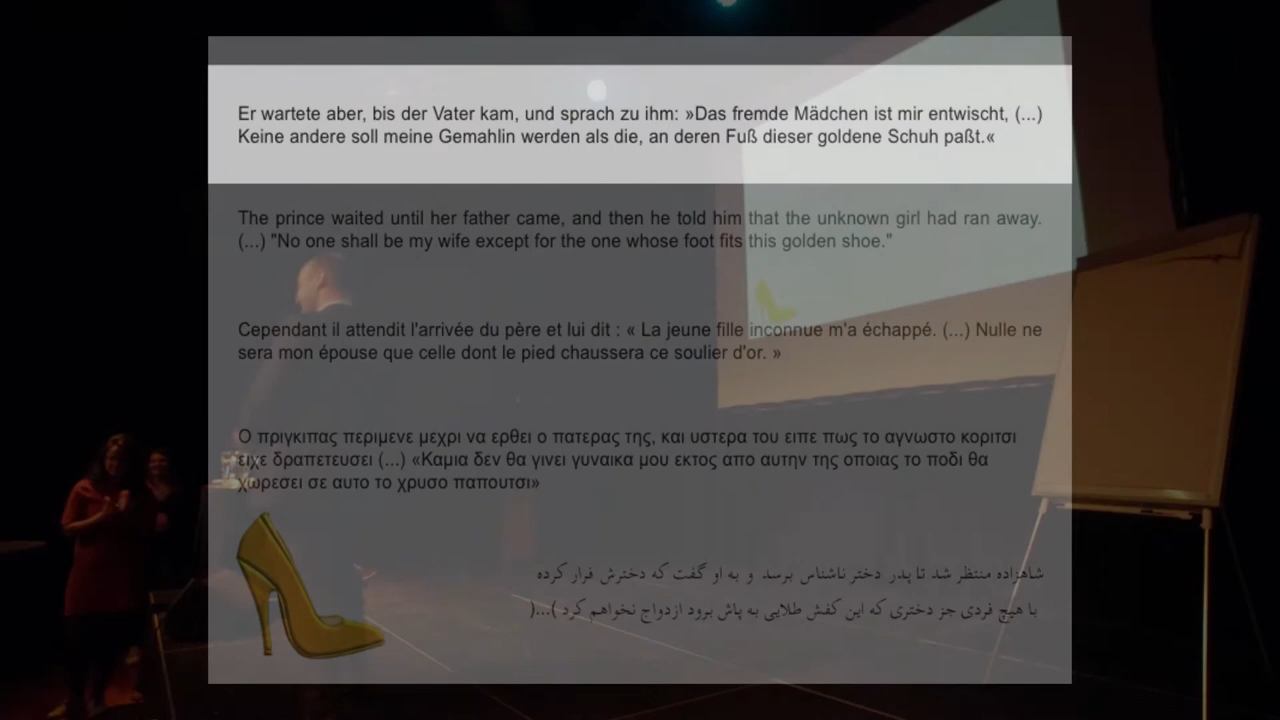 Er wartete aber, bis der Vater kam, und sprach zu ihm: »Das fremde Mädchen ist mir entwischt, (...)
Keine andere soll meine Gemahlin werden als die, an deren Fuß dieser goldene Schuh paßt.«
The prince waited until her father came, and then he told him that the unknown girl had ran away.
(...) "No one shall be my wife except for the one whose foot fits this golden shoe."
Cependant il attendit l'arrivée du père et lui dit : « La jeune fille inconnue m'a échappé. (...) Nulle ne
sera mon épouse que celle dont le pied chaussera ce soulier d'or. »
Ο πριγκιπας περιμενε μεχρι να ερθει ο πατερας της, και υστερα του ειπε πως το αγνωστο κοριτσι
ειχε δραπετευσει (...) «Καμια δεν θα γινει γυναικα μου εκτος απο αυτην της οποιας το ποδι θα
χωρεσει σε αυτο το χρυσο παπουτσι»
شاهزاده منتظر شد تا پدر دختر ناشناس برسد و به او گفت که دخترش فرار کرده
با هیچ فردی جز دختری که این کفش طلایی به پاش برود ازدواج نخواهم کرد )...(